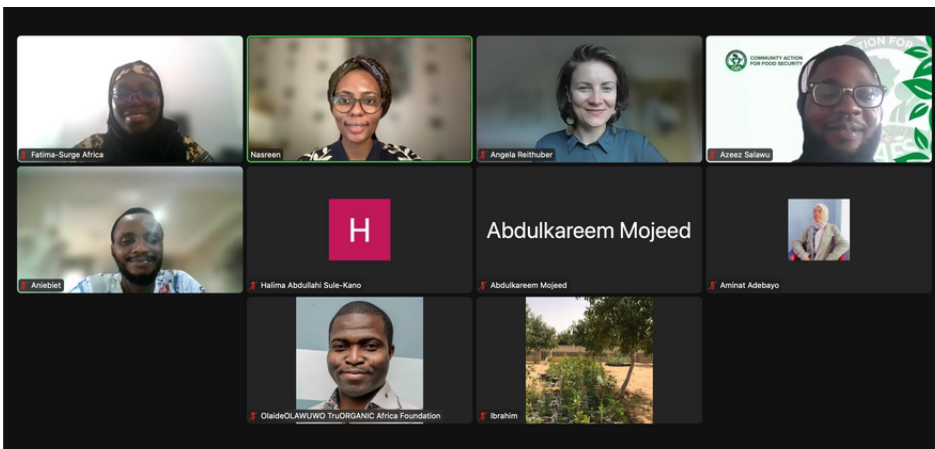 COMMUNITY ACTION
FOR FOOD SECURITY
Fatima-Surge Africa
Nasreen
Angela Reithuber
Azeez Salawu
H
Abdulkareem Mojeed
Aniebiet
Halima Abdullahi Sule-Kano
Abdulkareem Mojeed
Aminat Adebayo
OlaideOLAWUWO TruORGANIC Africa Foundation
Ibrahim